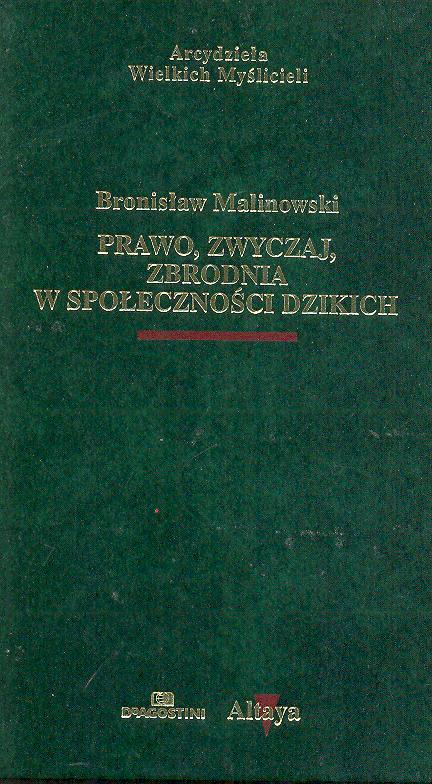 Arcydzieła
Wielkich Myślicieli
Bronisław Malinowski
PRAWO, ZWYCZAJ,
ZBRODNIA
W SPOŁECZNOŚCI DZIKICH
DeAGOSTINI Altaya